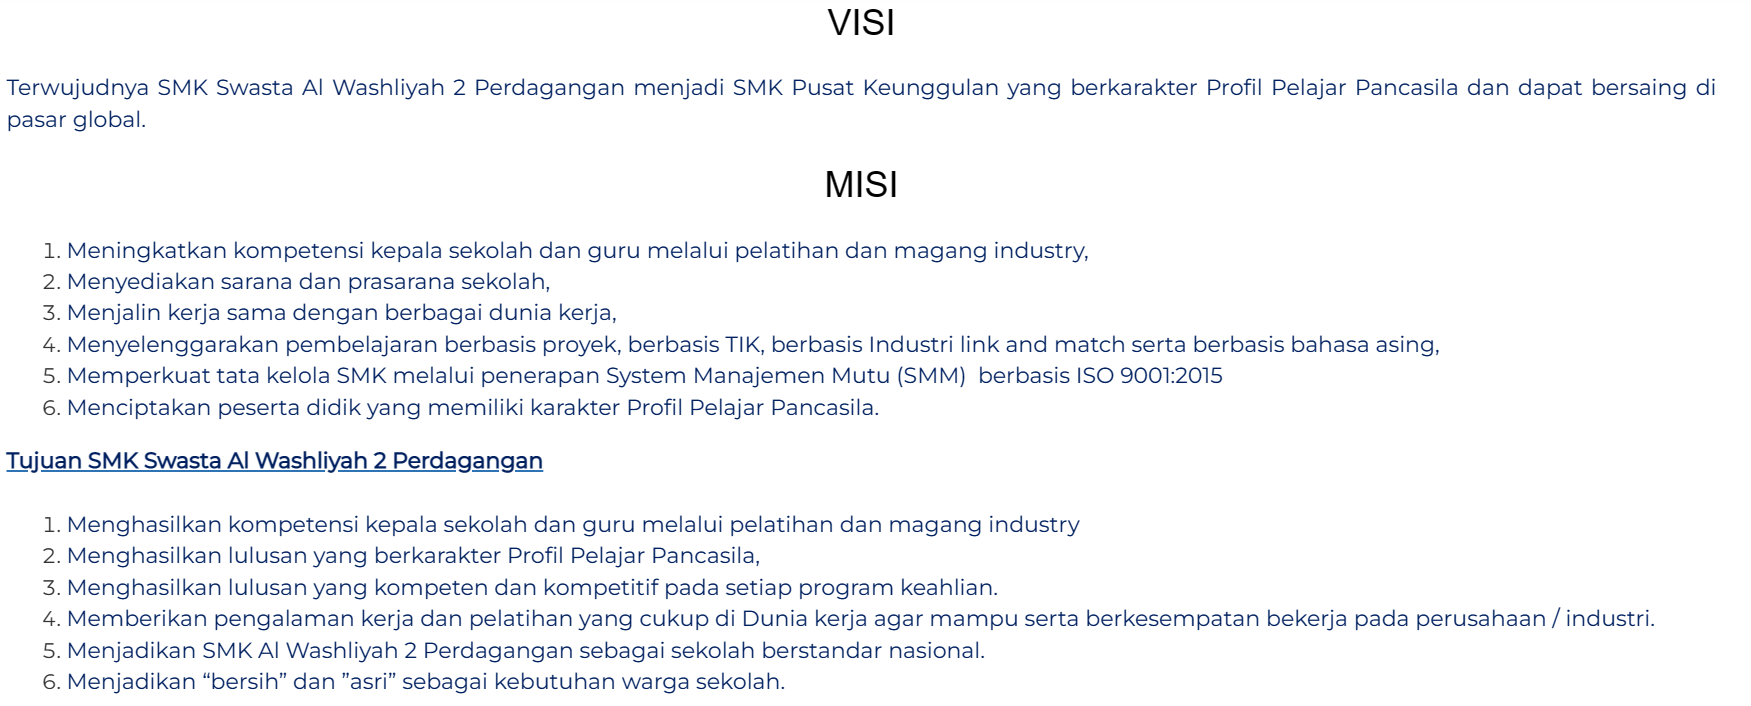 VISI
Terwujudnya SMK Swasta Al Washliyah 2 Perdagangan menjadi SMK Pusat Keunggulan yang berkarakter Profil Pelajar Pancasila dan dapat bersaing di
pasar global.
MISI
1. Meningkatkan kompetensi kepala sekolah dan guru melalui pelatihan dan magang industry,
2. Menyediakan sarana dan prasarana sekolah,
3. Menjalin kerja sama dengan berbagai dunia kerja,
4. Menyelenggarakan pembelajaran berbasis proyek, berbasis TIK, berbasis Industri link and match serta berbasis bahasa asing,
5. Memperkuat tata kelola SMK melalui penerapan System Manajemen Mutu (SMM)  berbasis ISO 9001:2015
6. Menciptakan peserta didik yang memiliki karakter Profil Pelajar Pancasila.
Tujuan SMK Swasta Al Washliyah 2 Perdagangan
1. Menghasilkan kompetensi kepala sekolah dan guru melalui pelatihan dan magang industry
2. Menghasilkan lulusan yang berkarakter Profil Pelajar Pancasila,
3. Menghasilkan lulusan yang kompeten dan kompetitif pada setiap program keahlian.
4. Memberikan pengalaman kerja dan pelatihan yang cukup di Dunia kerja agar mampu serta berkesempatan bekerja pada perusahaan / industri.
5. Menjadikan SMK Al Washliyah 2 Perdagangan sebagai sekolah berstandar nasional.
6. Menjadikan “bersih” dan ”asri” sebagai kebutuhan warga sekolah.